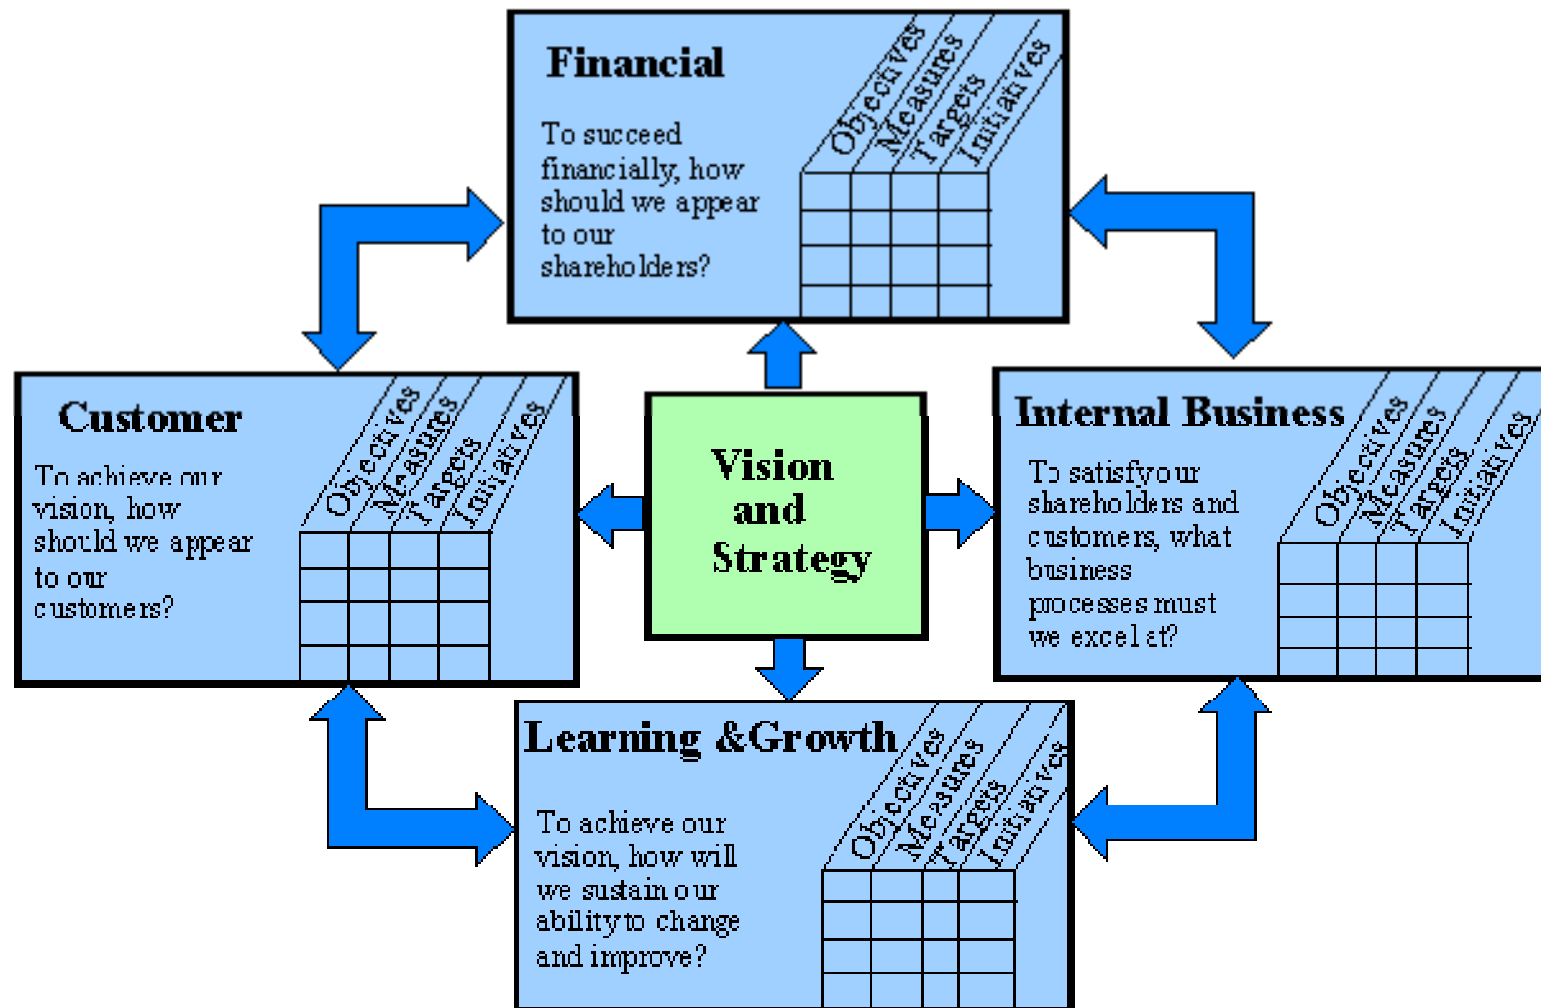 Financial
To succeed
financially, how
should we appear
to our
shareholders?
Objectives
Measures
Targets
Initiatives
Customer
To achieve our
vision, how
should we appear
to our
customers?
Objectives
Measures
Targets
Initiatives
Vision
and
Strategy
Internal Business
To satisfy our
shareholders and
customers, what
business
processes must
we excel at?
Objectives
Measures
Targets
Initiatives
Learning &Growth
To achieve our
vision, how will
we sustain our
ability to change
and improve?
Objectives
Measures
Targets
Initiatives